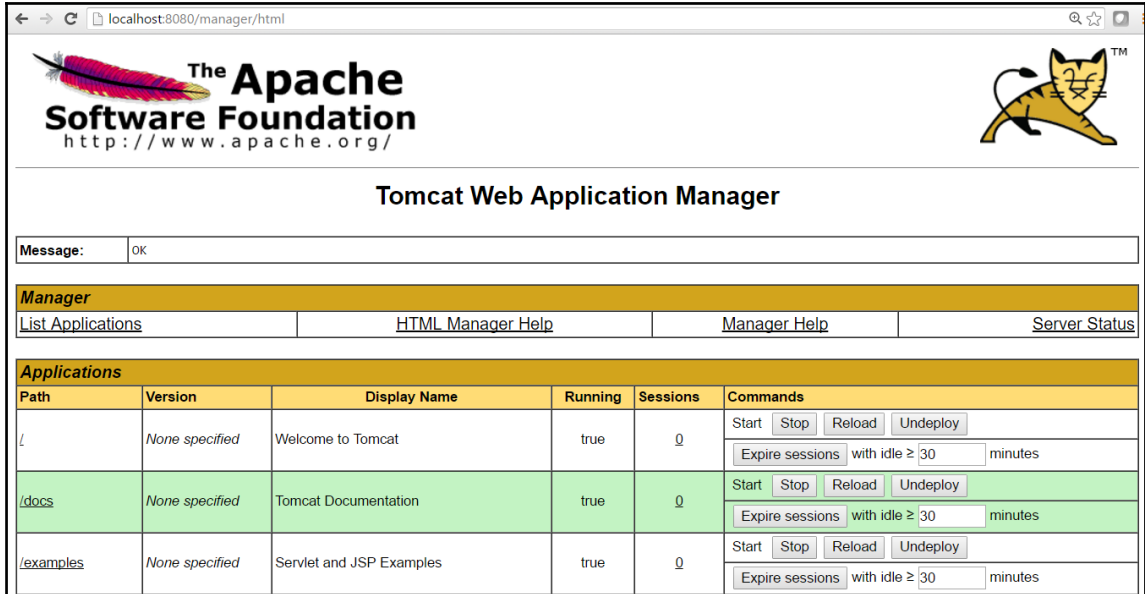 localhost:8080/manager/html
The Apache
Software Foundation
http://www.apache.org/
TM
Tomcat Web Application Manager
Message: OK
Manager
List Applications HTML Manager Help Manager Help Server Status
Applications
Path Version Display Name Running Sessions Commands
/ None specified Welcome to Tomcat true 0 Start Stop Reload Undeploy
Expire sessions with idle ≥ 30 minutes
/docs None specified Tomcat Documentation true 0 Start Stop Reload Undeploy
Expire sessions with idle ≥ 30 minutes
/examples None specified Servlet and JSP Examples true 0 Start Stop Reload Undeploy
Expire sessions with idle ≥ 30 minutes